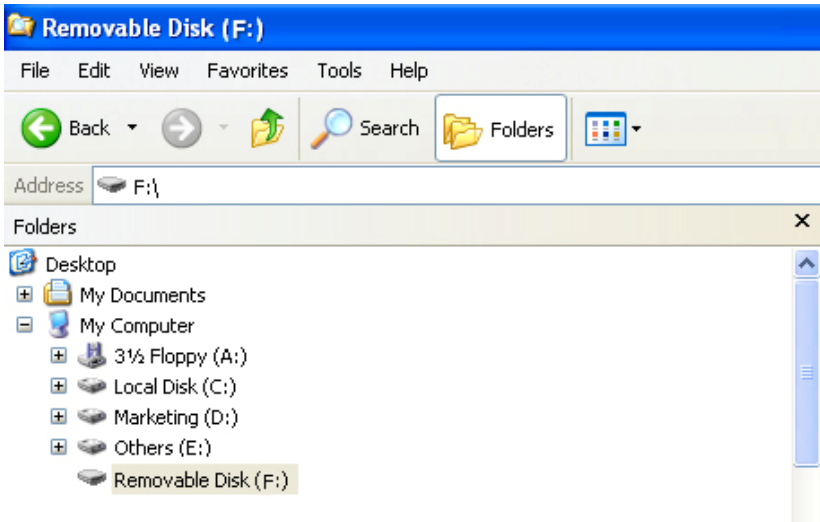 Removable Disk (F:)
File Edit View Favorites Tools Help
Back Search Folders
Address F:\
Folders
Desktop
My Documents
My Computer
3½ Floppy (A:)
Local Disk (C:)
Marketing (D:)
Others (E:)
Removable Disk (F:)